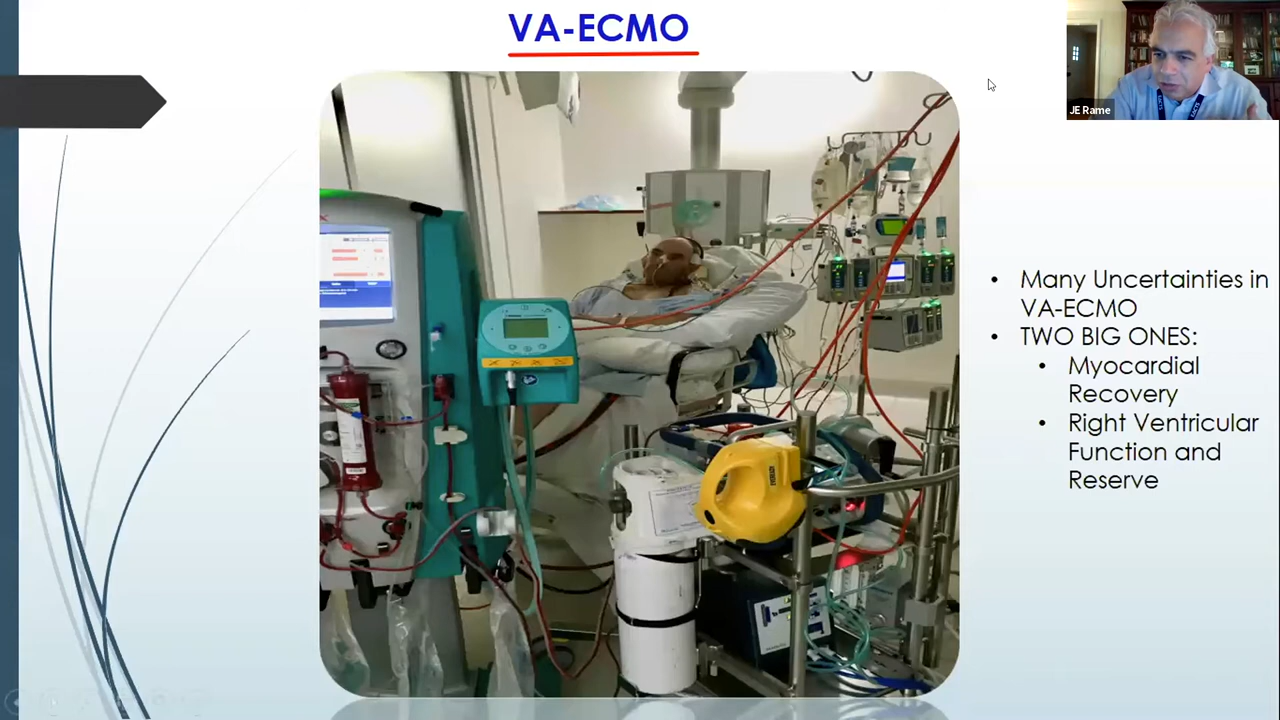 VA-ECMO
JE Rame
Many Uncertainties in
VA-ECMO
TWO BIG ONES:
Myocardial
Recovery
Right Ventricular
Function and
Reserve